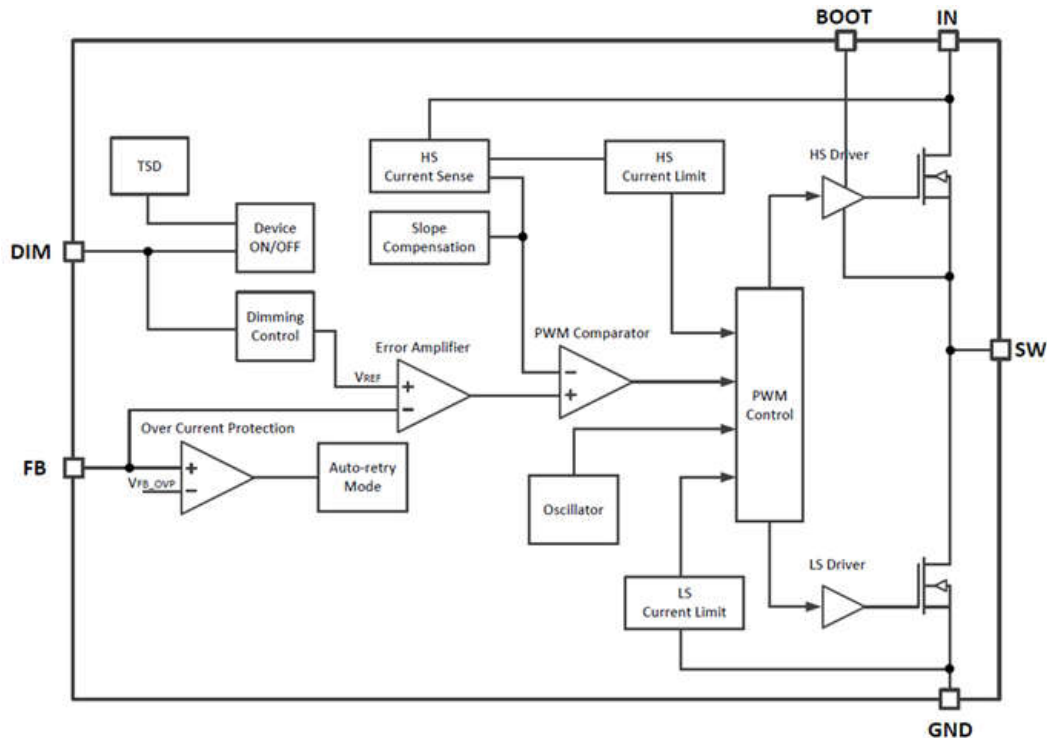 BOOT
IN
TSD
HS
Current Sense
HS
Current Limit
HS Driver
Device
ON/OFF
Slope
Compensation
DIM
Dimming
Control
Error Amplifier
PWM Comparator
SW
VREF
+
−
−
+
PWM
Control
Over Current Protection
FB
+
VFB_OVP
−
Auto-retry
Mode
Oscillator
LS Driver
LS
Current Limit
GND